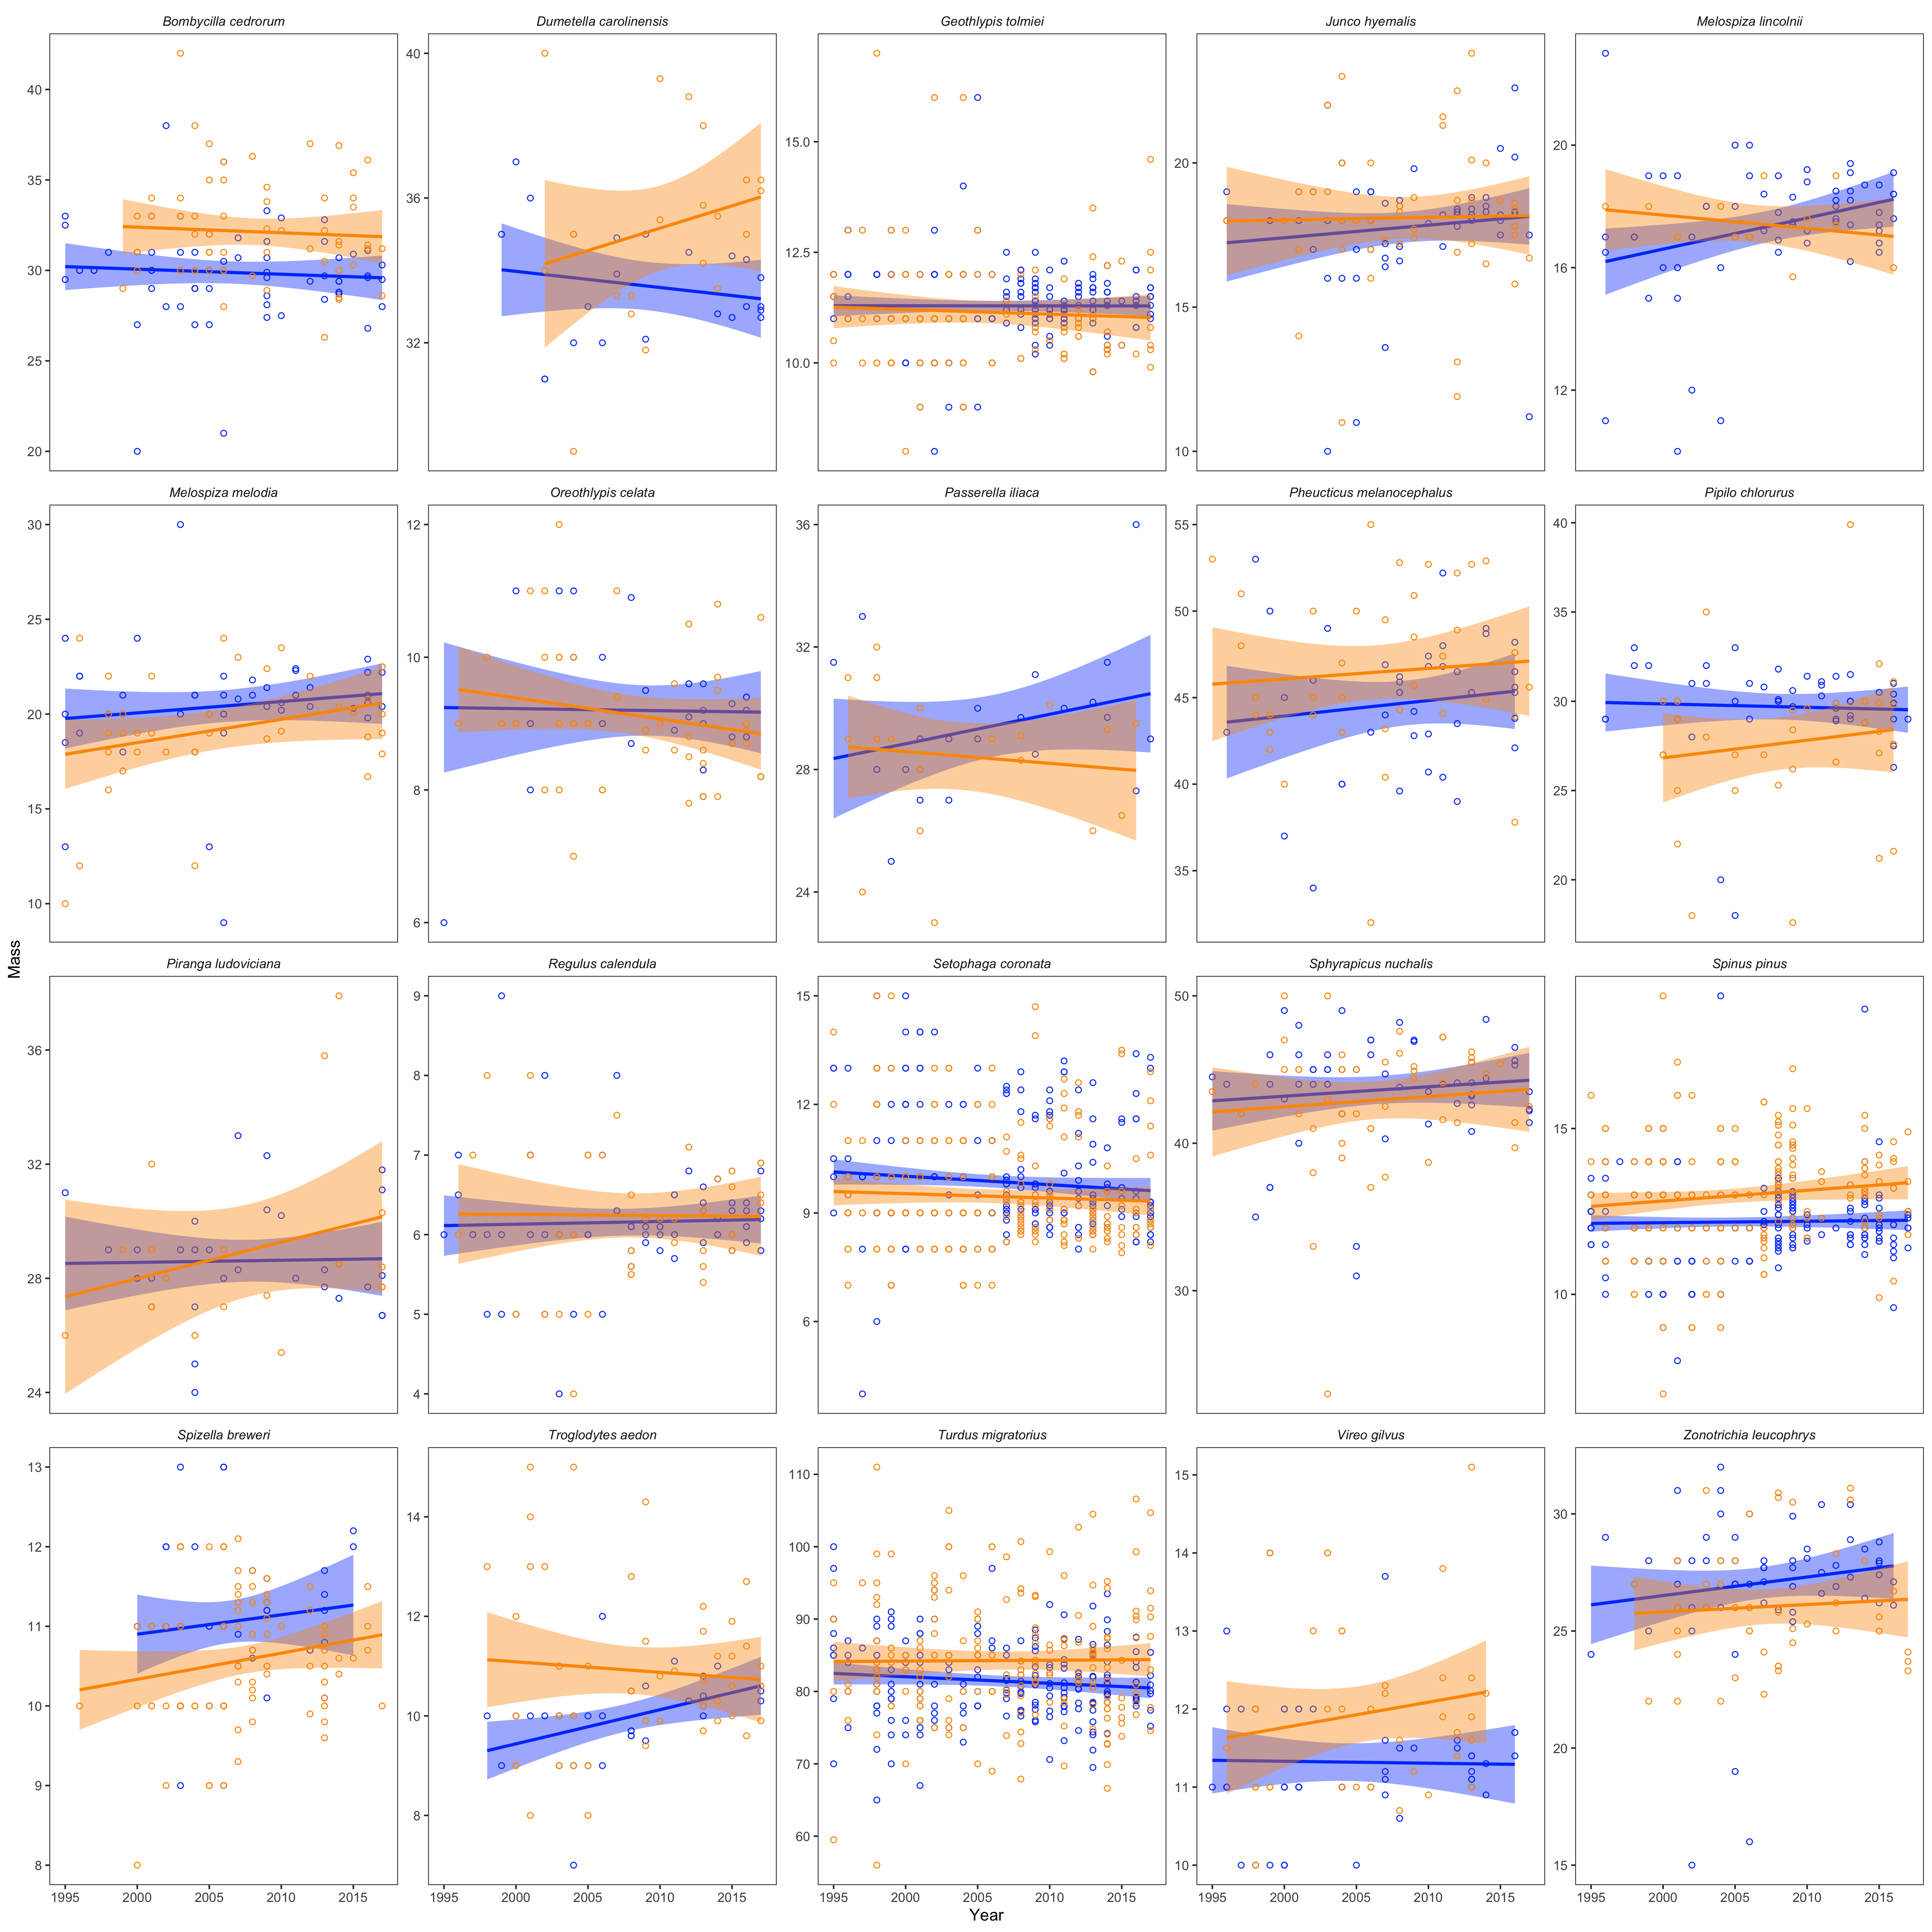 Bombycilla cedrorum Dumetella carolinensis Geothlypis tolmiei Junco hyemalis Melospiza lincolnii
40 35 30 25 20
40 36 32
15.0 12.5 10.0
20 15 10
20 16 12
Melospiza melodia Oreothlypis celata Passerella iliaca Pheucticus melanocephalus Pipilo chlorurus
30 25 20 15 10
12 10 8 6
36 32 28 24
55 50 45 40 35
40 35 30 25 20
Mass
Piranga ludoviciana Regulus calendula Setophaga coronata Sphyrapicus nuchalis Spinus pinus
36 32 28 24
9 8 7 6 5 4
15 12 9 6
50 40 30
15 10
Spizella breweri Troglodytes aedon Turdus migratorius Vireo gilvus Zonotrichia leucophrys
13 12 11 10 9 8
14 12 10 8
110 100 90 80 70 60
15 14 13 12 11 10
30 25 20 15
1995 2000 2005 2010 2015 1995 2000 2005 2010 2015 1995 2000 2005 2010 2015 1995 2000 2005 2010 2015 1995 2000 2005 2010 2015
Year